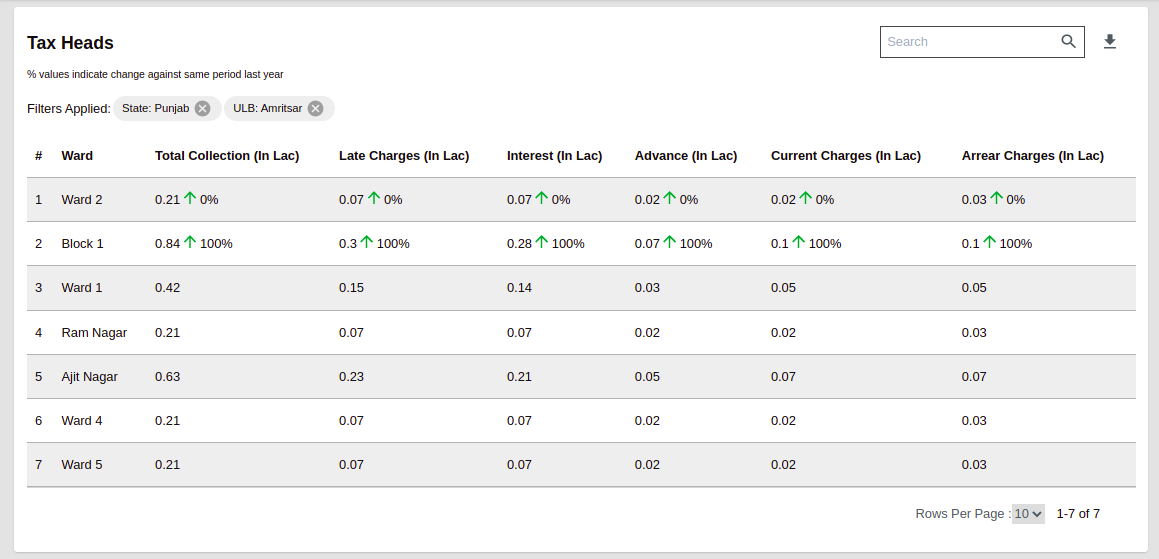 Tax Heads
Search
% values indicate change against same period last year
Filters Applied: State: Punjab ULB: Amritsar
# Ward Total Collection (In Lac) Late Charges (In Lac) Interest (In Lac) Advance (In Lac) Current Charges (In Lac) Arrear Charges (In Lac)
1 Ward 2 0.21 ↑ 0% 0.07 ↑ 0% 0.07 ↑ 0% 0.02 ↑ 0% 0.02 ↑ 0% 0.03 ↑ 0%
2 Block 1 0.84 ↑ 100% 0.3 ↑ 100% 0.28 ↑ 100% 0.07 ↑ 100% 0.1 ↑ 100% 0.1 ↑ 100%
3 Ward 1 0.42 0.15 0.14 0.03 0.05 0.05
4 Ram Nagar 0.21 0.07 0.07 0.02 0.02 0.03
5 Ajit Nagar 0.63 0.23 0.21 0.05 0.07 0.07
6 Ward 4 0.21 0.07 0.07 0.02 0.02 0.03
7 Ward 5 0.21 0.07 0.07 0.02 0.02 0.03
Rows Per Page : 10 1-7 of 7